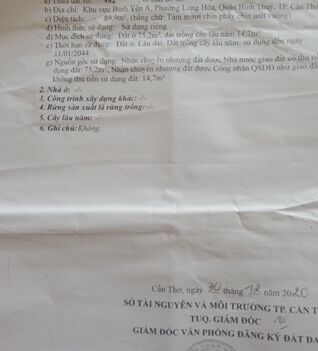 a) Thửa đất số: 982
b) Địa chỉ: Khu vực Bình Yên A, Phường Long Hòa, Quận Bình Thủy, TP. Cần Thơ
c) Diện tích: 89,9m², (bằng chữ: Tám mươi chín phẩy chín mét vuông)
d) Hình thức sử dụng: Sử dụng riêng
đ) Mục đích sử dụng: Đất ở 75,2m², đất trồng cây lâu năm 14,7m²
e) Thời hạn sử dụng: Đất ở: Lâu dài; Đất trồng cây lâu năm: sử dụng đến ngày
11/01/2044
g) Nguồn gốc sử dụng: Nhận chuyển nhượng đất được Nhà nước giao đất có thu ti
dụng đất: 75,2m², Nhận chuyển nhượng đất được Công nhận QSDĐ như giao đấ
không thu tiền sử dụng đất: 14,7m²
2. Nhà ở: -/-
3. Công trình xây dựng khác: -/-
4. Rừng sản xuất là rừng trồng: -/-
5. Cây lâu năm: -/-
6. Ghi chú: Không.
Cần Thơ, ngày 30 tháng 12 năm 2020
SỞ TÀI NGUYÊN VÀ MÔI TRƯỜNG TP. CẦN T
TUQ. GIÁM ĐỐC
GIÁM ĐỐC VĂN PHÒNG ĐĂNG KÝ ĐẤT ĐA